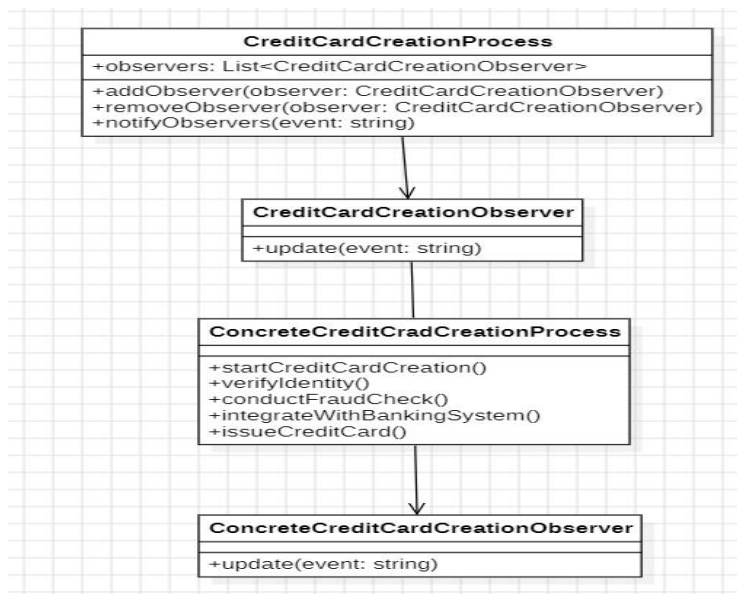 CreditCardCreationProcess
+observers: List<CreditCardCreationObserver>
+addObserver(observer: CreditCardCreationObserver)
+removeObserver(observer: CreditCardCreationObserver)
+notifyObservers(event: string)
CreditCardCreationObserver
+update(event: string)
ConcreteCreditCradCreationProcess
+startCreditCardCreation()
+verifyIdentity()
+conductFraudCheck()
+integrateWithBankingSystem()
+issueCreditCard()
ConcreteCreditCardCreationObserver
+update(event: string)